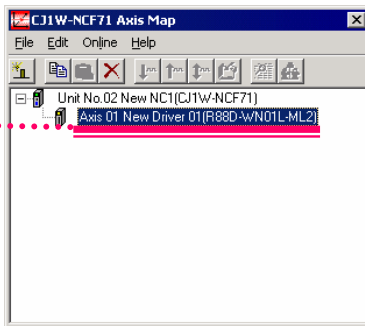 CJ1W-NCF71 Axis Map
File Edit Online Help
Unit No.02 New NC1(CJ1W-NCF71)
Axis 01 New Driver 01(R88D-WN01L-ML2)